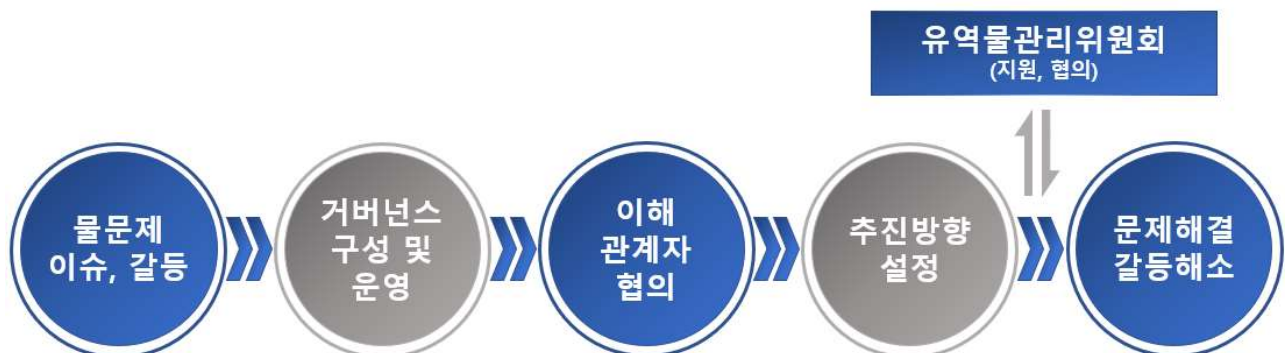 유역물관리위원회
(지원, 협의)
물문제
이슈, 갈등
거버넌스
구성 및
운영
이해
관계자
협의
추진방향
설정
문제해결
갈등해소